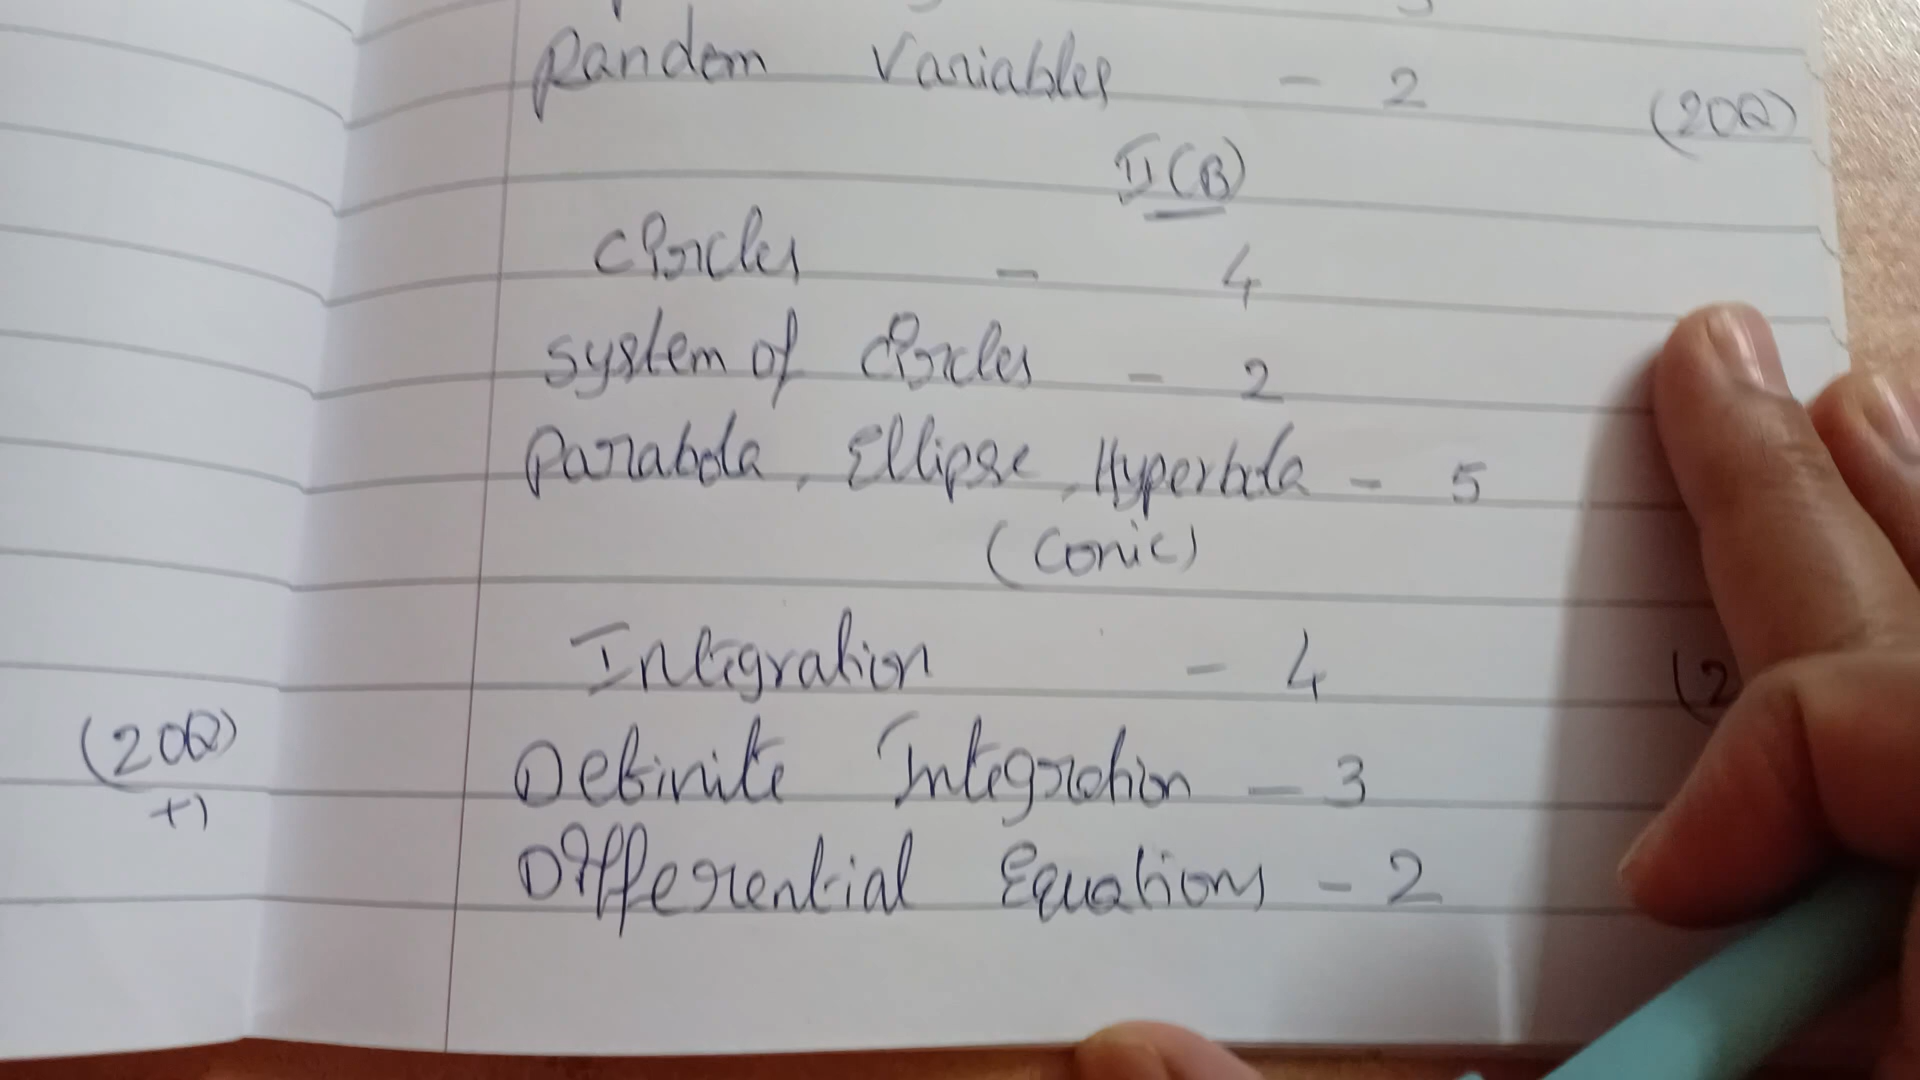 Random Variables - 2 (20Q)
II(B)
Circles - 4
System of Circles - 2
Parabola, Ellipse, Hyperbola - 5
(Conic)
Integration - 4
(20Q)
+1
Definite Integration - 3
Differential Equations - 2